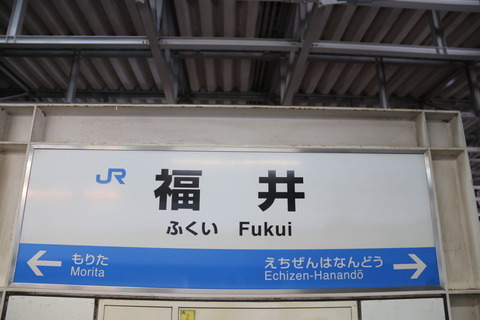 JR 福井
ふくい Fukui
← もりた
Morita
えちぜんはなんどう →
Echizen-Hanandō